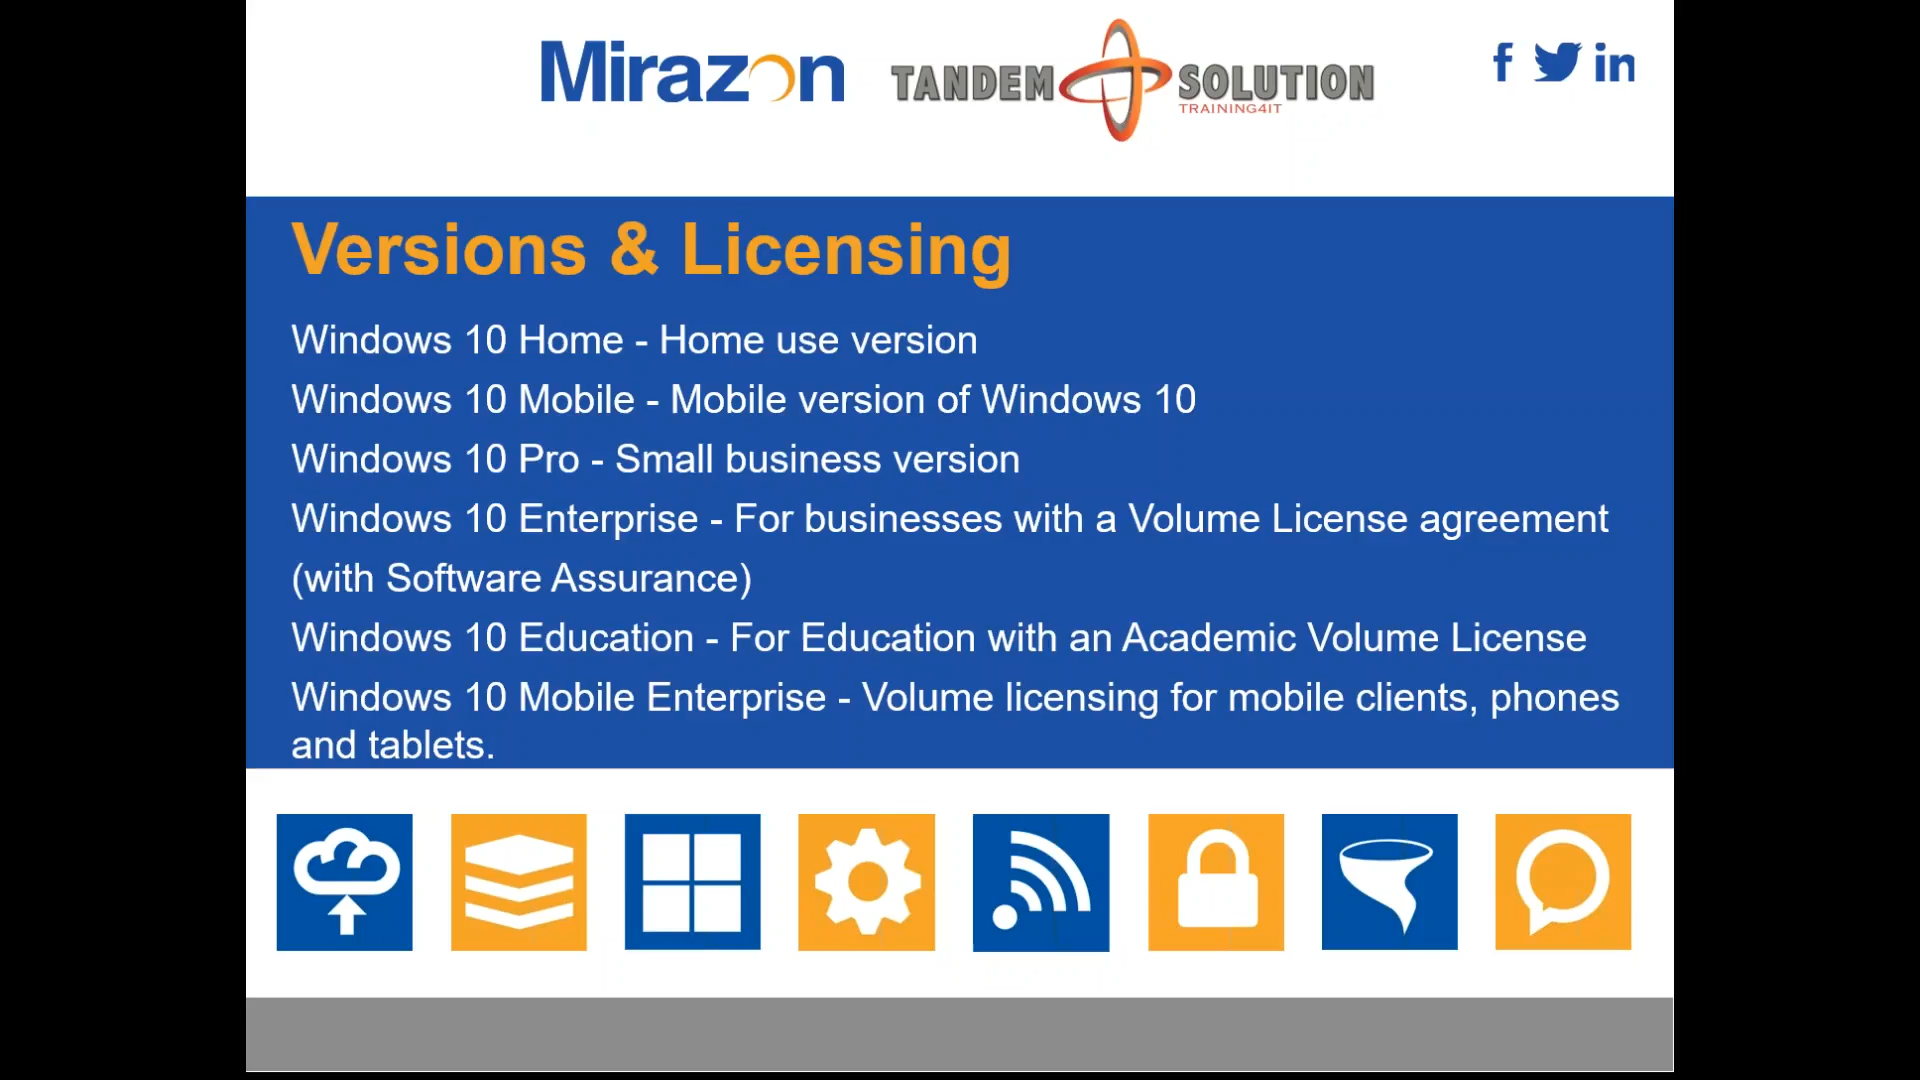 Mirazon
TANDEM SOLUTION
TRAINING4IT
f in
Versions & Licensing
Windows 10 Home - Home use version
Windows 10 Mobile - Mobile version of Windows 10
Windows 10 Pro - Small business version
Windows 10 Enterprise - For businesses with a Volume License agreement
(with Software Assurance)
Windows 10 Education - For Education with an Academic Volume License
Windows 10 Mobile Enterprise - Volume licensing for mobile clients, phones
and tablets.